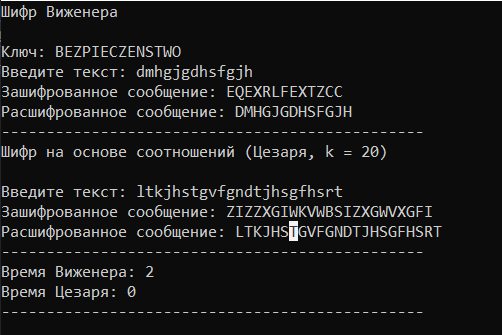 Шифр Виженера
Ключ: BEZPIECZENSTWO
Введите текст: dmhgjgdhsfgjh
Зашифрованное сообщение: EQEXRLFEXTZCC
Расшифрованное сообщение: DMHGJGDHSFGJH
-----------------------------------------------
Шифр на основе соотношений (Цезаря, k = 20)
Введите текст: ltkjhstgvfgndtjhsgfhsrt
Зашифрованное сообщение: ZIZZXGIWKVWBSIZXGWVXGFI
Расшифрованное сообщение: LTKJHSTGVFGNDTJHSGFHSRT
-----------------------------------------------
Время Виженера: 2
Время Цезаря: 0
-----------------------------------------------